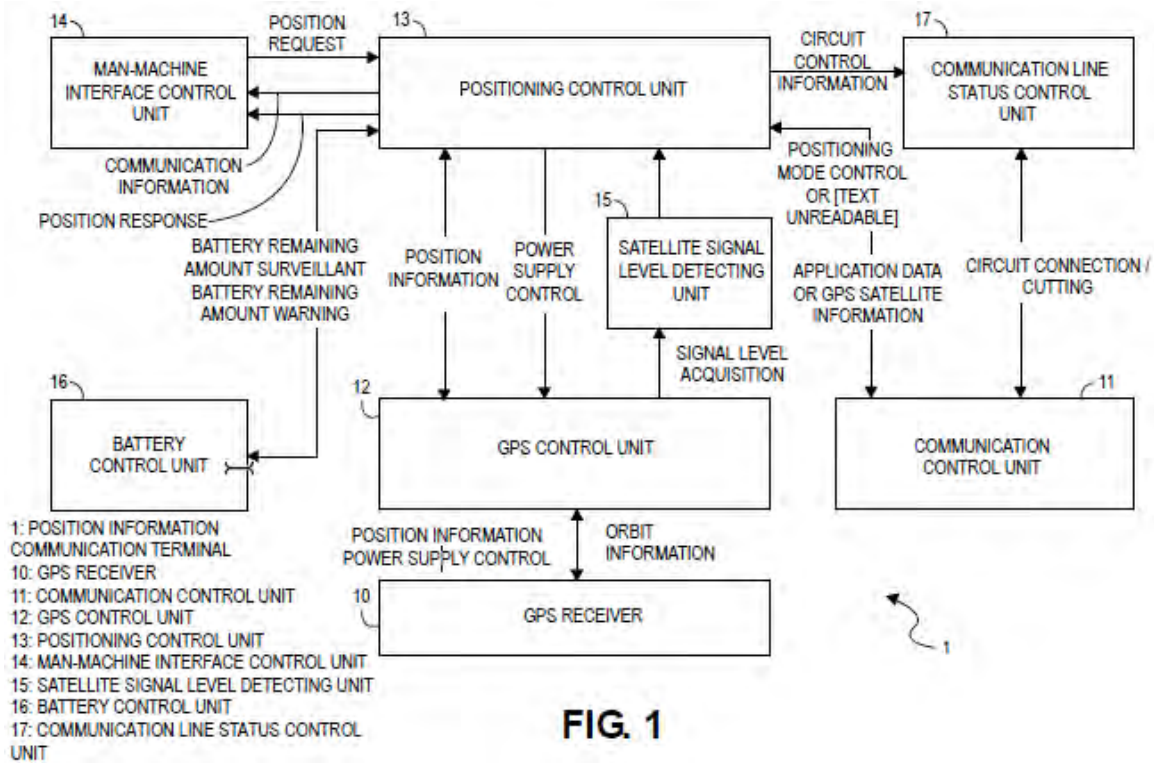 14
POSITION
REQUEST
13
17
MAN-MACHINE
INTERFACE CONTROL
UNIT
POSITIONING CONTROL UNIT
CIRCUIT
CONTROL
INFORMATION
COMMUNICATION LINE
STATUS CONTROL
UNIT
COMMUNICATION
INFORMATION
POSITION RESPONSE
POSITIONING
MODE CONTROL
OR [TEXT
UNREADABLE]
BATTERY REMAINING
AMOUNT SURVEILLANT
BATTERY REMAINING
AMOUNT WARNING
POSITION
INFORMATION
POWER
SUPPLY
CONTROL
15
SATELLITE SIGNAL
LEVEL DETECTING
UNIT
APPLICATION DATA
OR GPS SATELLITE
INFORMATION
CIRCUIT CONNECTION /
CUTTING
SIGNAL LEVEL
ACQUISITION
16
12
11
BATTERY
CONTROL UNIT
GPS CONTROL UNIT
COMMUNICATION
CONTROL UNIT
POSITION INFORMATION
POWER SUPPLY CONTROL
ORBIT
INFORMATION
10
GPS RECEIVER
1
1: POSITION INFORMATION
COMMUNICATION TERMINAL
10: GPS RECEIVER
11: COMMUNICATION CONTROL UNIT
12: GPS CONTROL UNIT
13: POSITIONING CONTROL UNIT
14: MAN-MACHINE INTERFACE CONTROL UNIT
15: SATELLITE SIGNAL LEVEL DETECTING UNIT
16: BATTERY CONTROL UNIT
17: COMMUNICATION LINE STATUS CONTROL
UNIT
FIG. 1